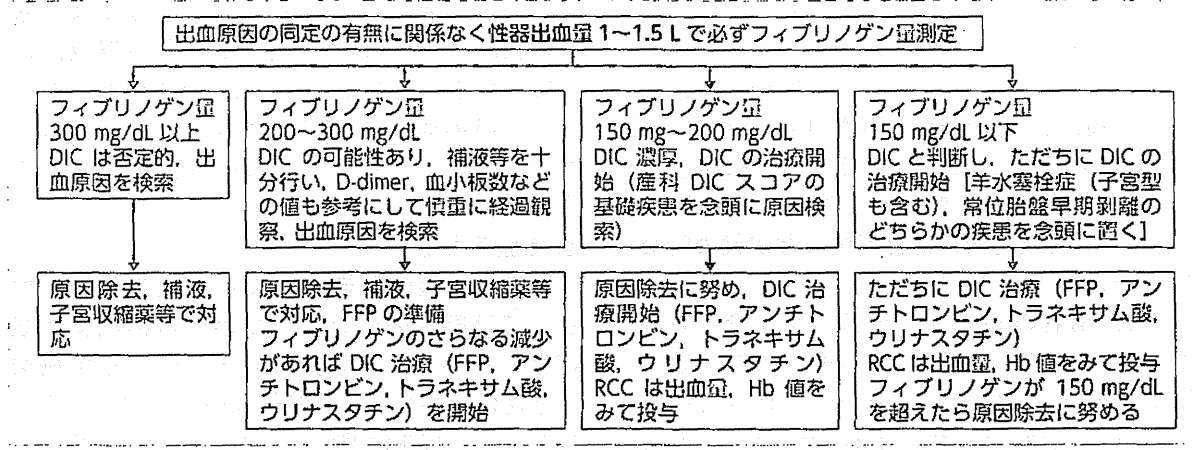 出血原因の同定の有無に関係なく性器出血量 1〜1.5 L で必ずフィブリノゲン量測定
フィブリノゲン量
300 mg/dL 以上
DIC は否定的，出
血原因を検索
フィブリノゲン量
200〜300 mg/dL
DIC の可能性あり，補液等を十
分行い，D-dimer，血小板数など
の値も参考にして慎重に経過観
察，出血原因を検索
フィブリノゲン量
150 mg〜200 mg/dL
DIC 濃厚，DIC の治療開
始（産科 DIC スコアの
基礎疾患を念頭に原因検
索）
フィブリノゲン量
150 mg/dL 以下
DIC と判断し，ただちに DIC の
治療開始［羊水塞栓症（子宮型
も含む），常位胎盤早期剥離の
どちらかの疾患を念頭に置く］
原因除去，補液，
子宮収縮薬等で対
応
原因除去，補液，子宮収縮薬等
で対応，FFP の準備
フィブリノゲンのさらなる減少
があれば DIC 治療（FFP，アン
チトロンビン，トラネキサム酸，
ウリナスタチン）を開始
原因除去に努め，DIC 治
療開始（FFP，アンチト
ロンビン，トラネキサム
酸，ウリナスタチン）
RCC は出血量，Hb 値を
みて投与
ただちに DIC 治療（FFP，アン
チトロンビン，トラネキサム酸，
ウリナスタチン）
RCC は出血量，Hb 値をみて投与
フィブリノゲンが 150 mg/dL
を超えたら原因除去に努める